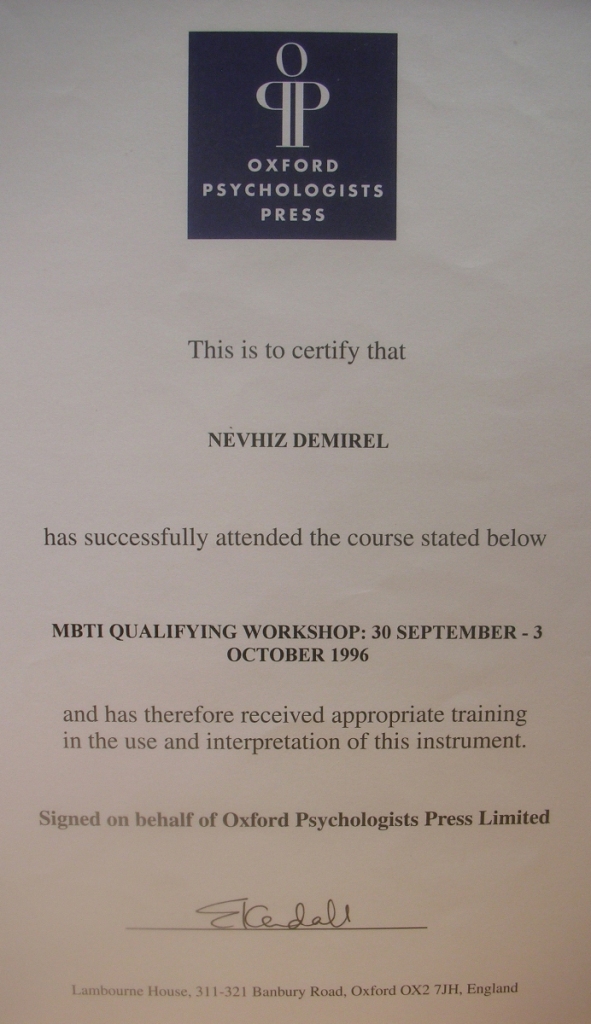 OXFORD
PSYCHOLOGISTS
PRESS
This is to certify that
NEVHIZ DEMIREL
has successfully attended the course stated below
MBTI QUALIFYING WORKSHOP: 30 SEPTEMBER - 3
OCTOBER 1996
and has therefore received appropriate training
in the use and interpretation of this instrument.
Signed on behalf of Oxford Psychologists Press Limited
EKendall
Lambourne House, 311-321 Banbury Road, Oxford OX2 7JH, England